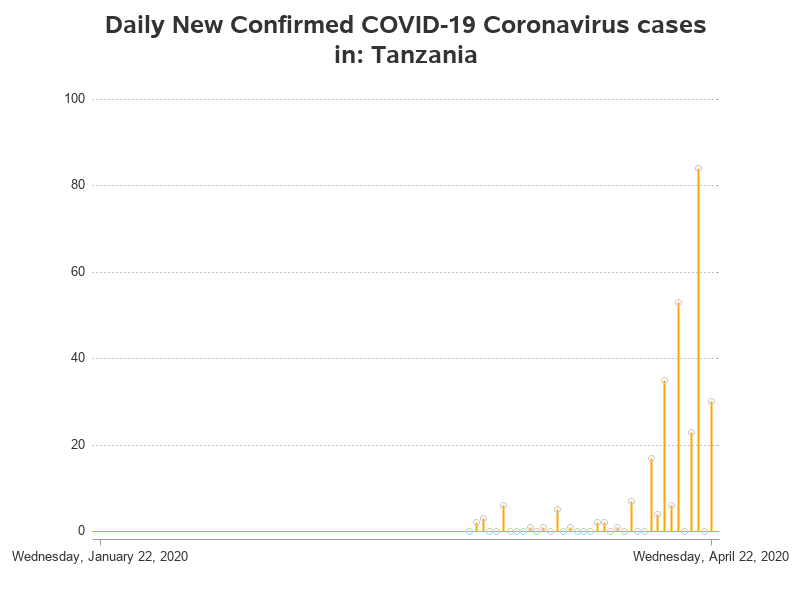 Daily New Confirmed COVID-19 Coronavirus cases
in: Tanzania
100
80
60
40
20
0
Wednesday, January 22, 2020
Wednesday, April 22, 2020